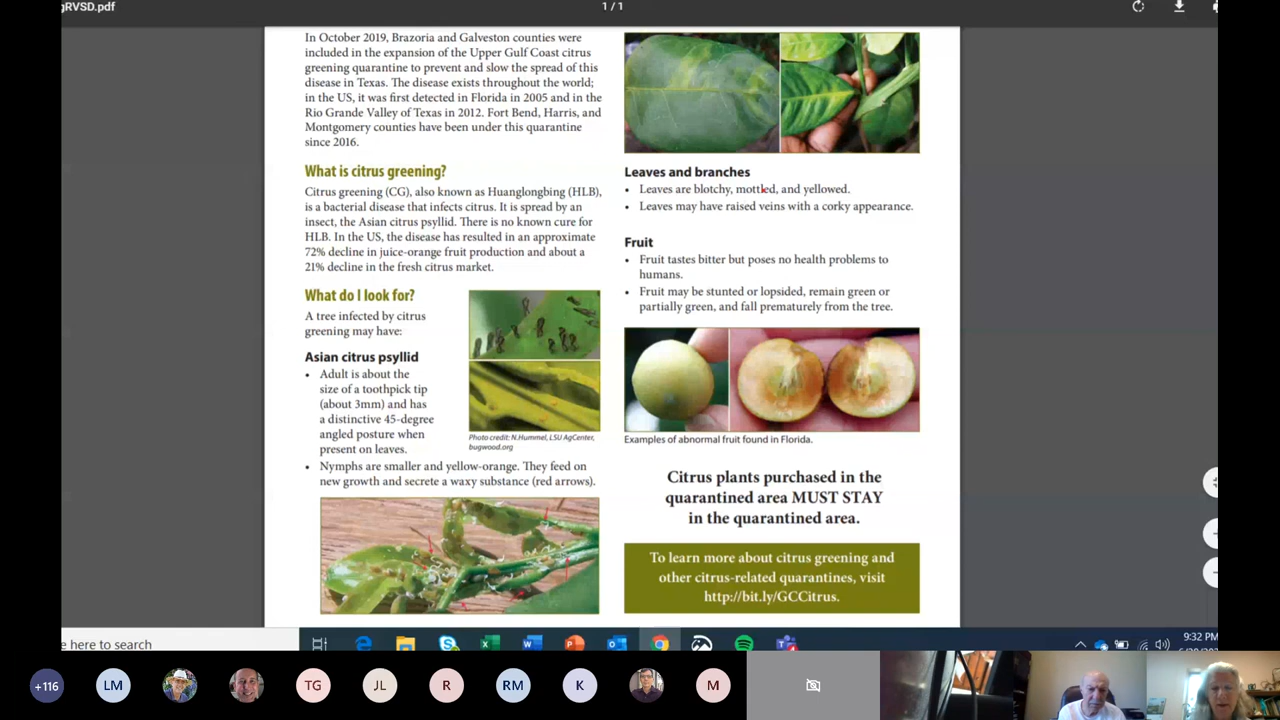 gRVSD.pdf
1 / 1
In October 2019, Brazoria and Galveston counties were
included in the expansion of the Upper Gulf Coast citrus
greening quarantine to prevent and slow the spread of this
disease in Texas. The disease exists throughout the world;
in the US, it was first detected in Florida in 2005 and in the
Rio Grande Valley of Texas in 2012. Fort Bend, Harris, and
Montgomery counties have been under this quarantine
since 2016.
What is citrus greening?
Citrus greening (CG), also known as Huanglongbing (HLB),
is a bacterial disease that infects citrus. It is spread by an
insect, the Asian citrus psyllid. There is no known cure for
HLB. In the US, the disease has resulted in an approximate
72% decline in juice-orange fruit production and about a
21% decline in the fresh citrus market.
What do I look for?
A tree infected by citrus
greening may have:
Asian citrus psyllid
• Adult is about the
size of a toothpick tip
(about 3mm) and has
a distinctive 45-degree
angled posture when
present on leaves.
Photo credit: N.Hummel, LSU AgCenter,
bugwood.org
• Nymphs are smaller and yellow-orange. They feed on
new growth and secrete a waxy substance (red arrows).
Leaves and branches
• Leaves are blotchy, mottled, and yellowed.
• Leaves may have raised veins with a corky appearance.
Fruit
• Fruit tastes bitter but poses no health problems to
humans.
• Fruit may be stunted or lopsided, remain green or
partially green, and fall prematurely from the tree.
Examples of abnormal fruit found in Florida.
Citrus plants purchased in the
quarantined area MUST STAY
in the quarantined area.
To learn more about citrus greening and
other citrus-related quarantines, visit
http://bit.ly/GCCitrus.
e here to search
9:32 PM
+116
LM
TG
JL
R
RM
K
M